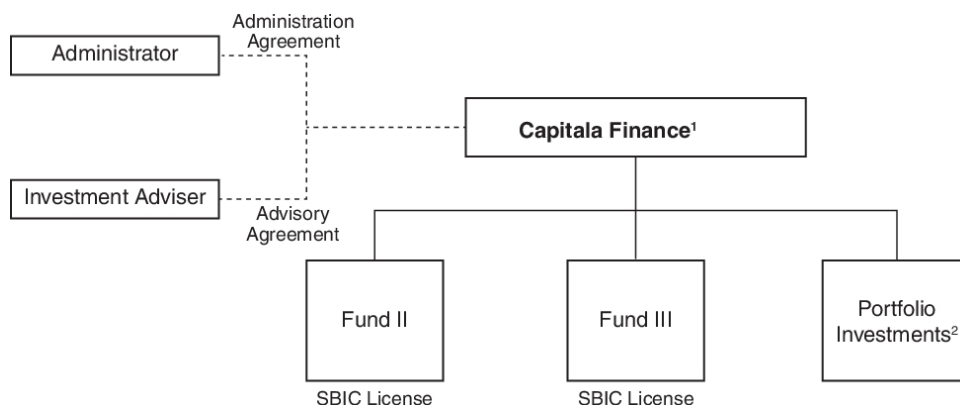 Administration
Agreement
Administrator
Capitala Finance¹
Investment Adviser
Advisory
Agreement
Fund II
Fund III
Portfolio
Investments²
SBIC License
SBIC License